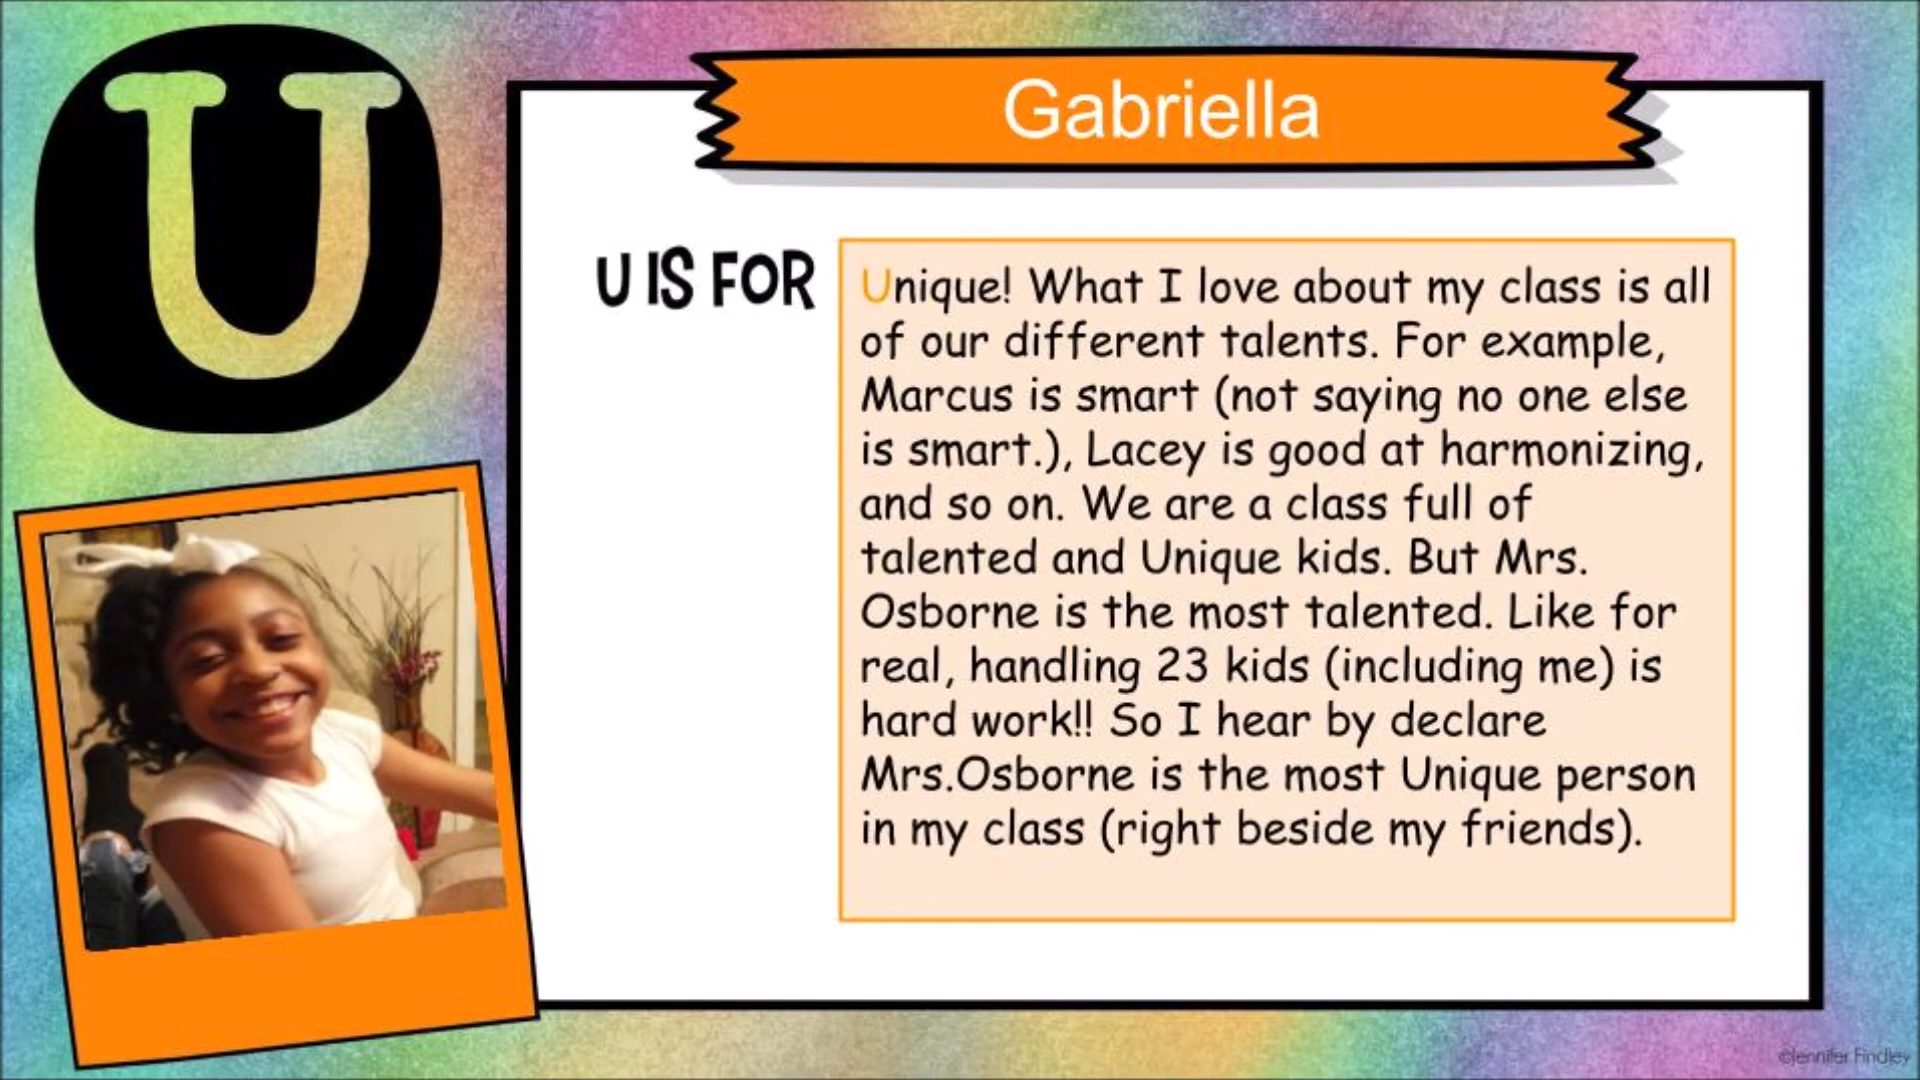 U
Gabriella
U IS FOR
Unique! What I love about my class is all
of our different talents. For example,
Marcus is smart (not saying no one else
is smart.), Lacey is good at harmonizing,
and so on. We are a class full of
talented and Unique kids. But Mrs.
Osborne is the most talented. Like for
real, handling 23 kids (including me) is
hard work!! So I hear by declare
Mrs.Osborne is the most Unique person
in my class (right beside my friends).
©Jennifer Findley